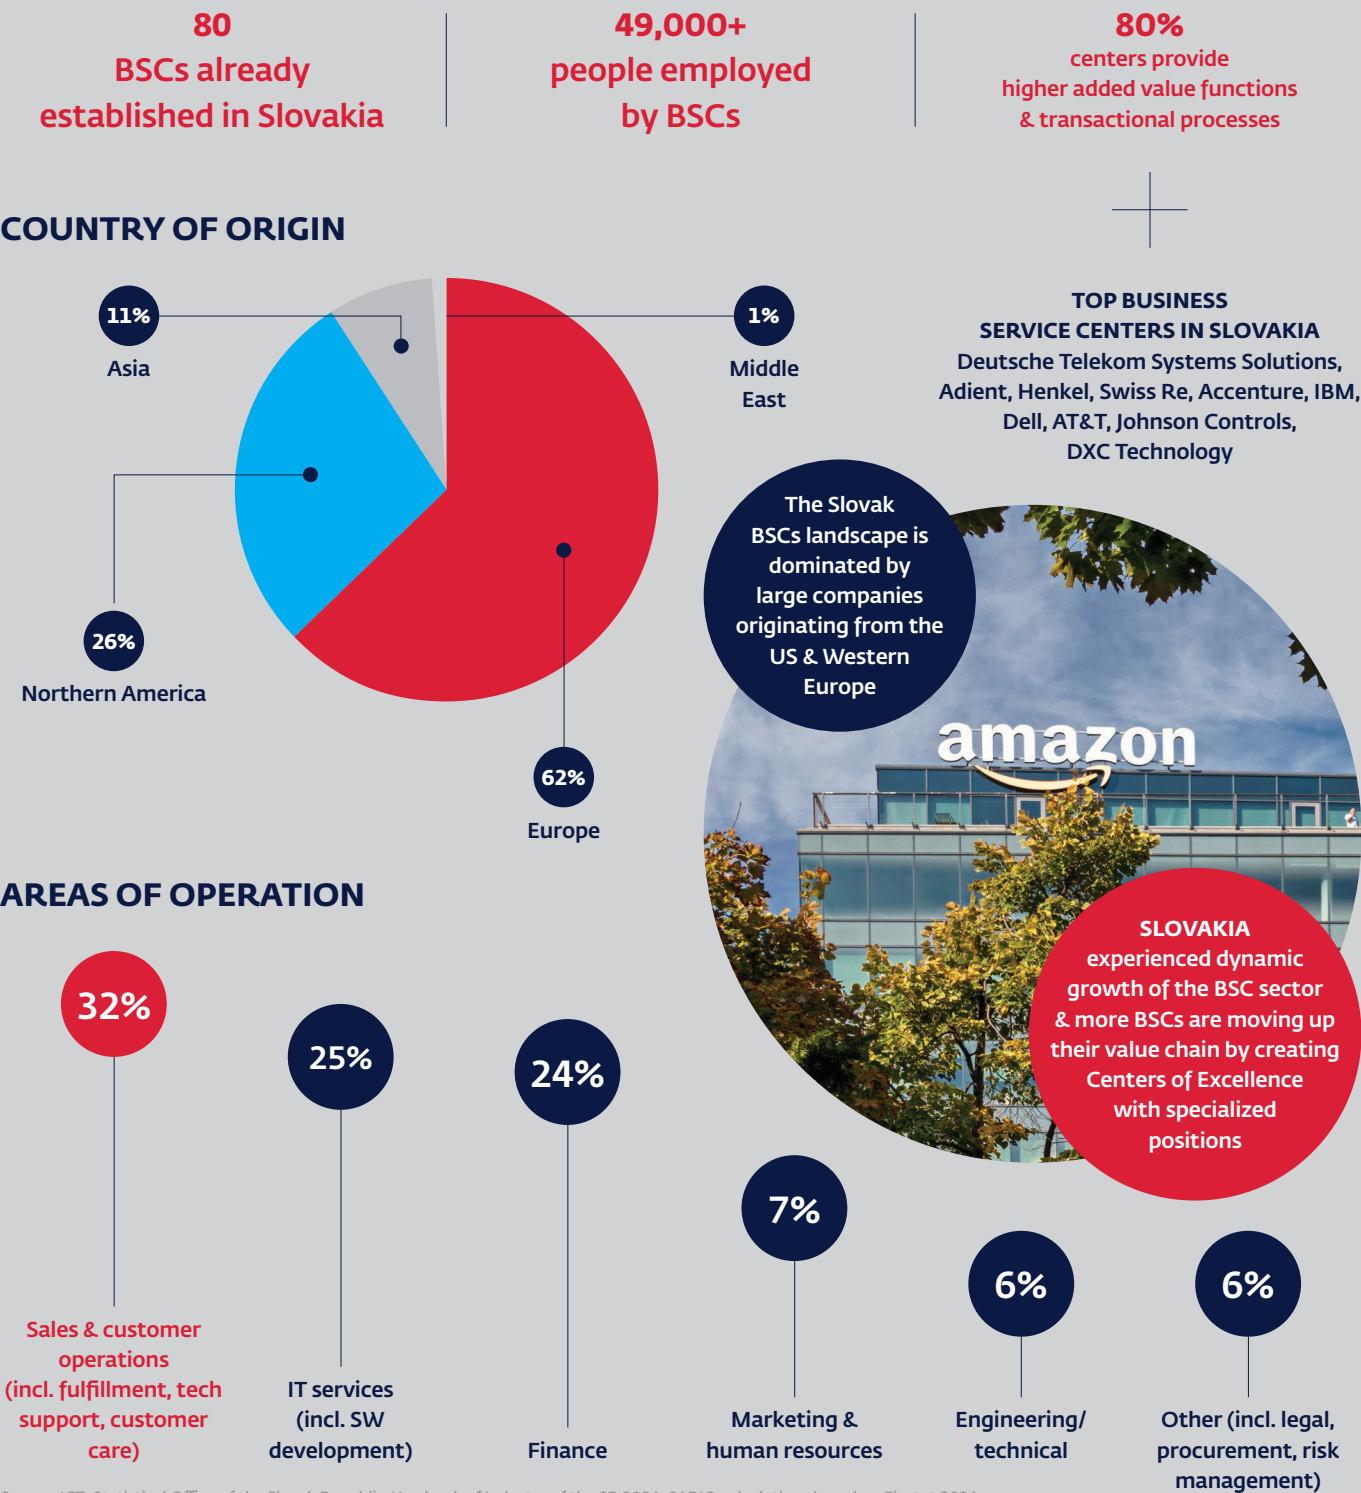 80
BSCs already
established in Slovakia
49,000+
people employed
by BSCs
80%
centers provide
higher added value functions
& transactional processes
COUNTRY OF ORIGIN
11%
Asia
1%
Middle
East
26%
Northern America
62%
Europe
TOP BUSINESS
SERVICE CENTERS IN SLOVAKIA
Deutsche Telekom Systems Solutions,
Adient, Henkel, Swiss Re, Accenture, IBM,
Dell, AT&T, Johnson Controls,
DXC Technology
The Slovak
BSCs landscape is
dominated by
large companies
originating from the
US & Western
Europe
amazon
SLOVAKIA
experienced dynamic
growth of the BSC sector
& more BSCs are moving up
their value chain by creating
Centers of Excellence
with specialized
positions
AREAS OF OPERATION
32%
Sales & customer
operations
(incl. fulfillment, tech
support, customer
care)
25%
IT services
(incl. SW
development)
24%
Finance
7%
Marketing &
human resources
6%
Engineering/
technical
6%
Other (incl. legal,
procurement, risk
management)